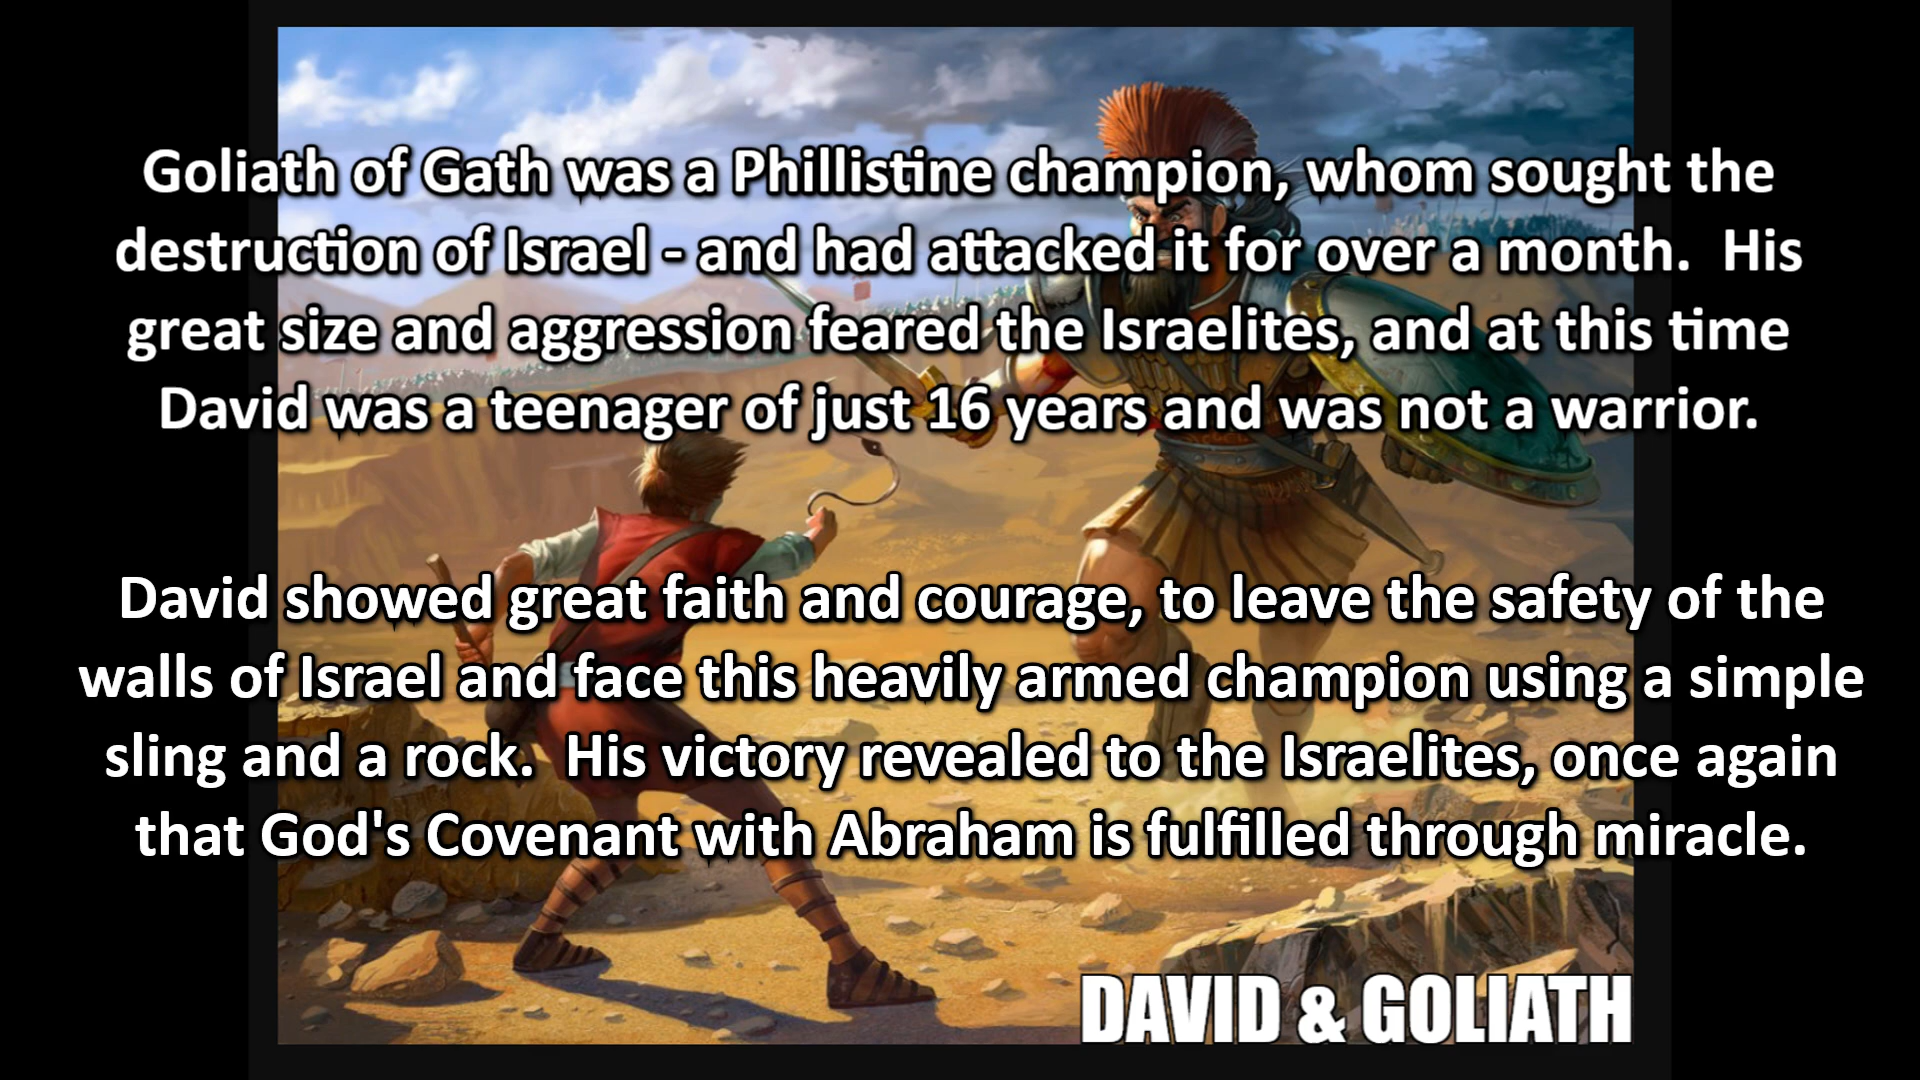 Goliath of Gath was a Phillistine champion, whom sought the
destruction of Israel - and had attacked it for over a month.  His
great size and aggression feared the Israelites, and at this time
David was a teenager of just 16 years and was not a warrior.
David showed great faith and courage, to leave the safety of the
walls of Israel and face this heavily armed champion using a simple
sling and a rock.  His victory revealed to the Israelites, once again
that God's Covenant with Abraham is fulfilled through miracle.
DAVID & GOLIATH